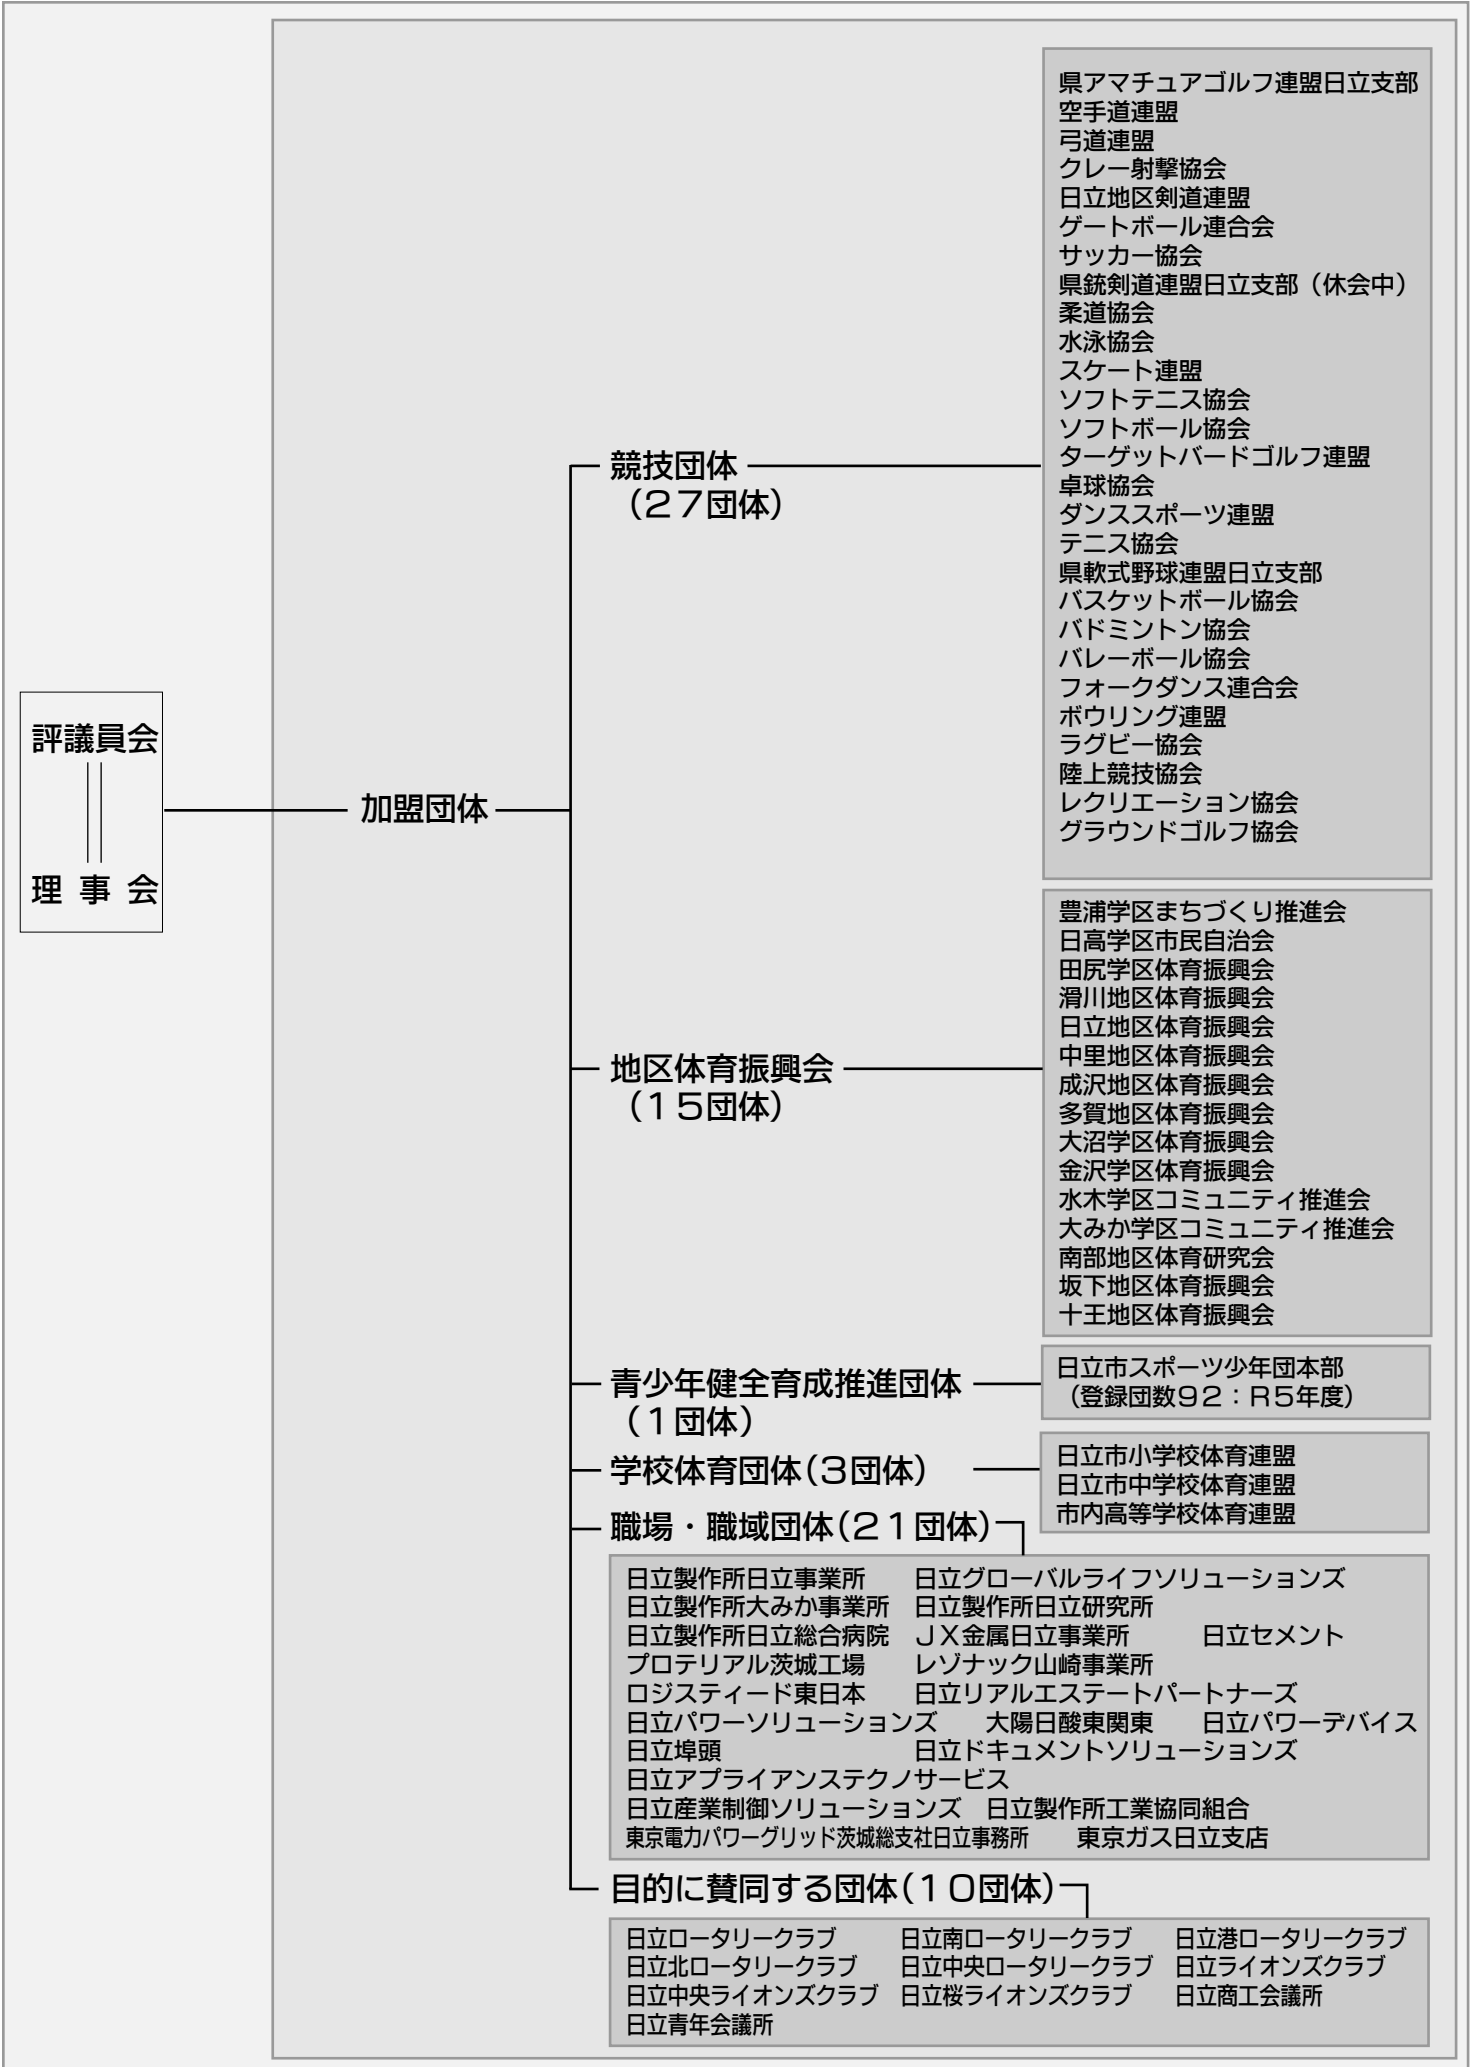 評議員会
理 事 会
加盟団体
競技団体
（２７団体）
県アマチュアゴルフ連盟日立支部
空手道連盟
弓道連盟
クレー射撃協会
日立地区剣道連盟
ゲートボール連合会
サッカー協会
県銃剣道連盟日立支部（休会中）
柔道協会
水泳協会
スケート連盟
ソフトテニス協会
ソフトボール協会
ターゲットバードゴルフ連盟
卓球協会
ダンススポーツ連盟
テニス協会
県軟式野球連盟日立支部
バスケットボール協会
バドミントン協会
バレーボール協会
フォークダンス連合会
ボウリング連盟
ラグビー協会
陸上競技協会
レクリエーション協会
グラウンドゴルフ協会
地区体育振興会
（１５団体）
豊浦学区まちづくり推進会
日高学区市民自治会
田尻学区体育振興会
滑川地区体育振興会
日立地区体育振興会
中里地区体育振興会
成沢地区体育振興会
多賀地区体育振興会
大沼学区体育振興会
金沢学区体育振興会
水木学区コミュニティ推進会
大みか学区コミュニティ推進会
南部地区体育研究会
坂下地区体育振興会
十王地区体育振興会
青少年健全育成推進団体
（１団体）
日立市スポーツ少年団本部
（登録団数９２：Ｒ５年度）
学校体育団体（３団体）
日立市小学校体育連盟
日立市中学校体育連盟
市内高等学校体育連盟
職場・職域団体（２１団体）
日立製作所日立事業所　日立グローバルライフソリューションズ
日立製作所大みか事業所　日立製作所日立研究所
日立製作所日立総合病院　ＪＸ金属日立事業所　日立セメント
プロテリアル茨城工場　レゾナック山崎事業所
ロジスティード東日本　日立リアルエステートパートナーズ
日立パワーソリューションズ　大陽日酸東関東　日立パワーデバイス
日立埠頭　日立ドキュメントソリューションズ
日立アプライアンステクノサービス
日立産業制御ソリューションズ　日立製作所工業協同組合
東京電力パワーグリッド茨城総支社日立事務所　東京ガス日立支店
目的に賛同する団体（１０団体）
日立ロータリークラブ　日立南ロータリークラブ　日立港ロータリークラブ
日立北ロータリークラブ　日立中央ロータリークラブ　日立ライオンズクラブ
日立中央ライオンズクラブ　日立桜ライオンズクラブ　日立商工会議所
日立青年会議所